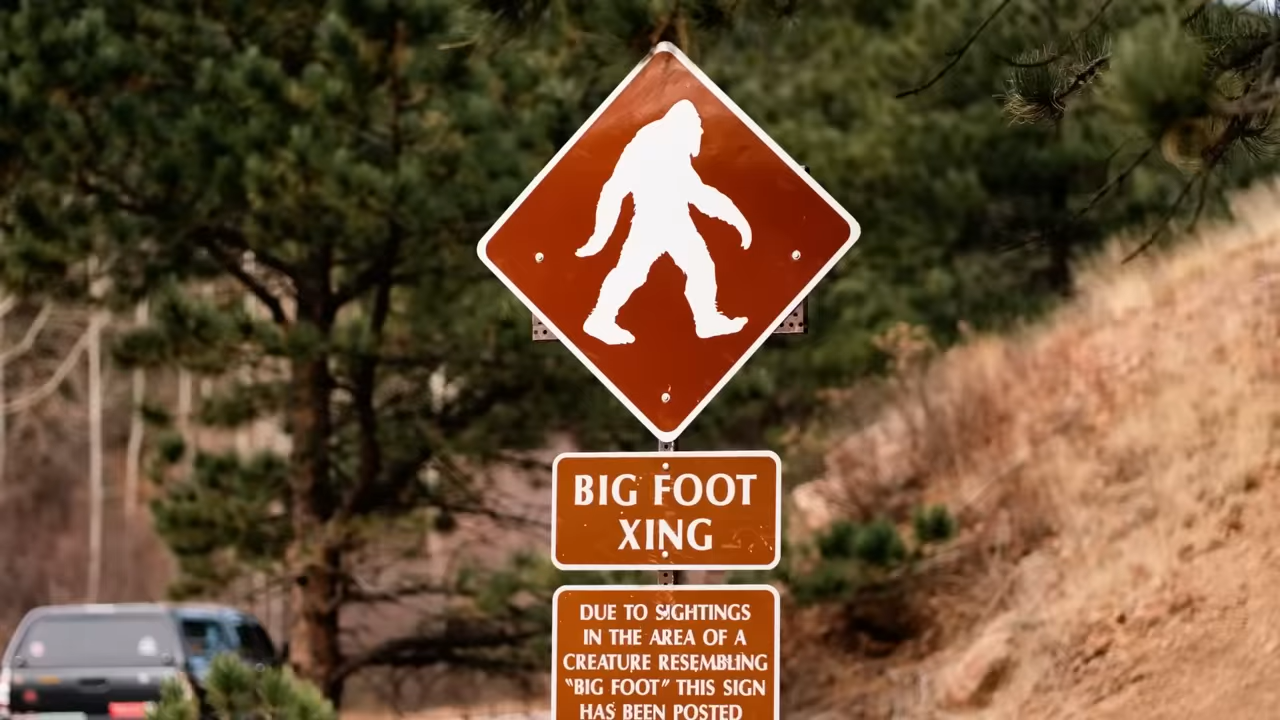 BIG FOOT
XING
DUE TO SIGHTINGS
IN THE AREA OF A
CREATURE RESEMBLING
"BIG FOOT" THIS SIGN
HAS BEEN POSTED